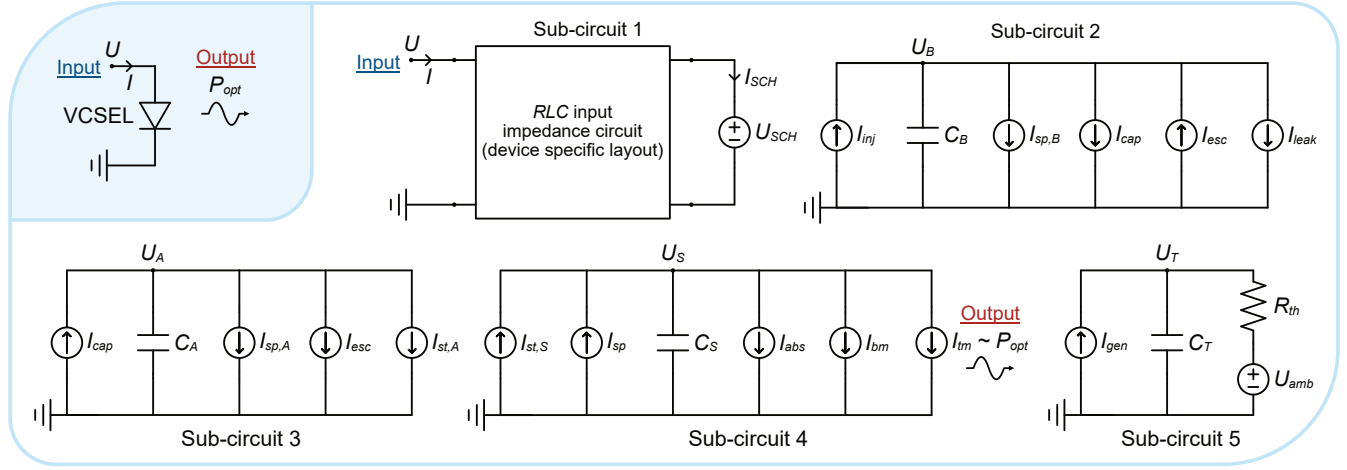 U
Input
I
VCSEL
Output
P_opt
Sub-circuit 1
Input
U
I
RLC input
impedance circuit
(device specific layout)
I_SCH
U_SCH
Sub-circuit 2
U_B
I_inj
C_B
I_sp,B
I_cap
I_esc
I_leak
U_A
I_cap
C_A
I_sp,A
I_esc
I_st,A
Sub-circuit 3
U_S
I_st,S
I_sp
C_S
I_abs
I_bm
I_tm ~ P_opt
Output
Sub-circuit 4
U_T
I_gen
C_T
R_th
U_amb
Sub-circuit 5